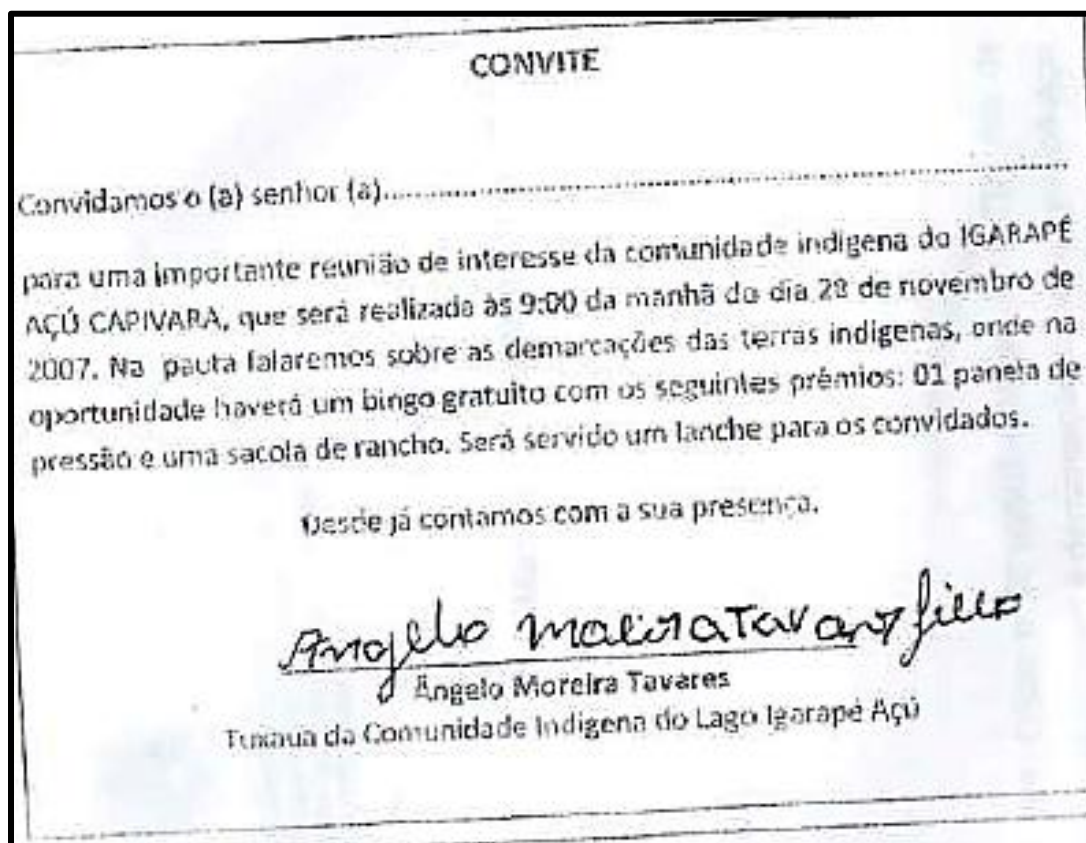 CONVITE
Convidamos o (a) senhor (a)..........................................................................................
para uma importante reunião de interesse da comunidade indígena do IGARAPÉ
AÇÚ CAPIVARA, que será realizada às 9:00 da manhã do dia 28 de novembro de
2007. Na pauta falaremos sobre as demarcações das terras indígenas, onde na
oportunidade haverá um bingo gratuito com os seguintes prêmios: 01 panela de
pressão e uma sacola de rancho. Será servido um lanche para os convidados.
Desde já contamos com a sua presença.
Angelo Tavares filho
Ângelo Moreira Tavares
Tuxaua da Comunidade Indígena do Lago Igarapé Açú